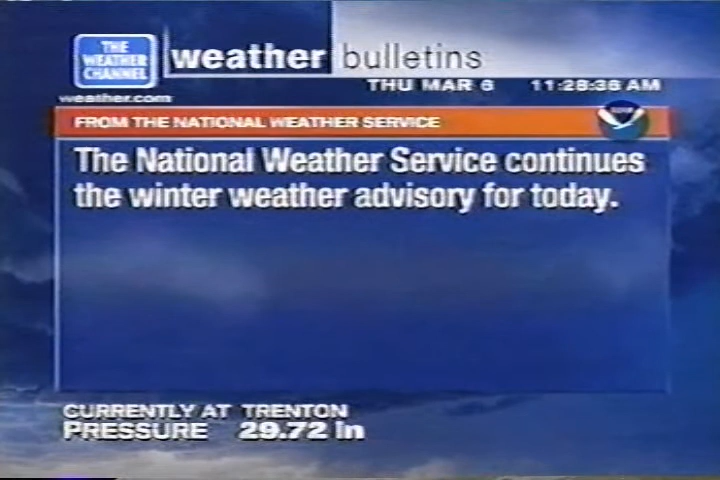 THE
WEATHER
CHANNEL
weather bulletins
THU MAR 6 11:28:36 AM
weather.com
FROM THE NATIONAL WEATHER SERVICE
The National Weather Service continues
the winter weather advisory for today.
CURRENTLY AT TRENTON
PRESSURE 29.72 in